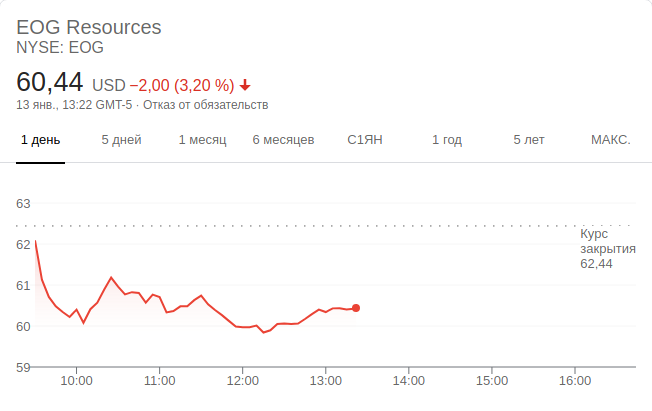 EOG Resources
NYSE: EOG
60,44 USD −2,00 (3,20 %)
13 янв., 13:22 GMT-5 · Отказ от обязательств
1 день 5 дней 1 месяц 6 месяцев С1ЯН 1 год 5 лет МАКС.
63
62
61
60
59
Курс
закрытия
62,44
10:00 11:00 12:00 13:00 14:00 15:00 16:00